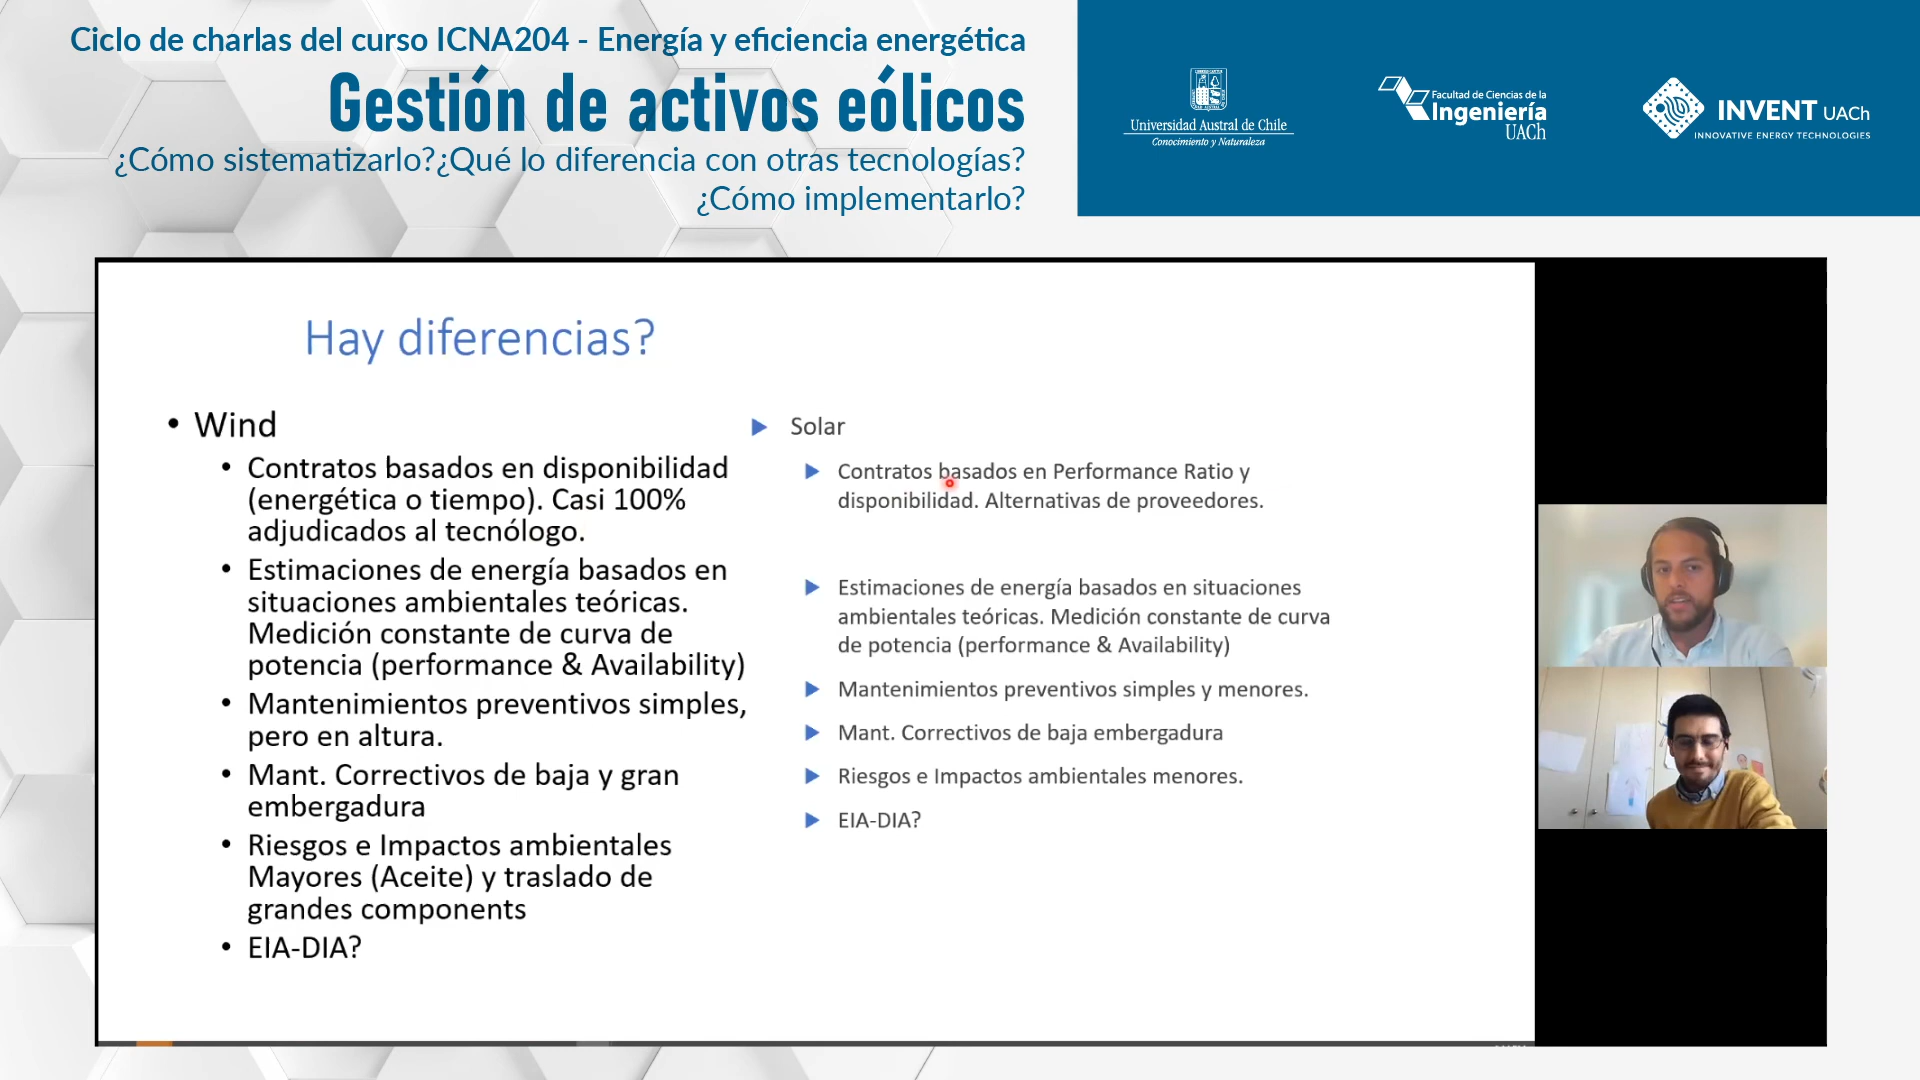 Ciclo de charlas del curso ICNA204 - Energía y eficiencia energética
Gestión de activos eólicos
¿Cómo sistematizarlo?¿Qué lo diferencia con otras tecnologías?
¿Cómo implementarlo?
Universidad Austral de Chile
Conocimiento y Naturaleza
Facultad de Ciencias de la
Ingeniería
UACh
INVENT UACh
INNOVATIVE ENERGY TECHNOLOGIES
Hay diferencias?
• Wind
• Contratos basados en disponibilidad
(energética o tiempo). Casi 100%
adjudicados al tecnólogo.
• Estimaciones de energía basados en
situaciones ambientales teóricas.
Medición constante de curva de
potencia (performance & Availability)
• Mantenimientos preventivos simples,
pero en altura.
• Mant. Correctivos de baja y gran
embergadura
• Riesgos e Impactos ambientales
Mayores (Aceite) y traslado de
grandes components
• EIA-DIA?
Solar
Contratos basados en Performance Ratio y
disponibilidad. Alternativas de proveedores.
Estimaciones de energía basados en situaciones
ambientales teóricas. Medición constante de curva
de potencia (performance & Availability)
Mantenimientos preventivos simples y menores.
Mant. Correctivos de baja embergadura
Riesgos e Impactos ambientales menores.
EIA-DIA?